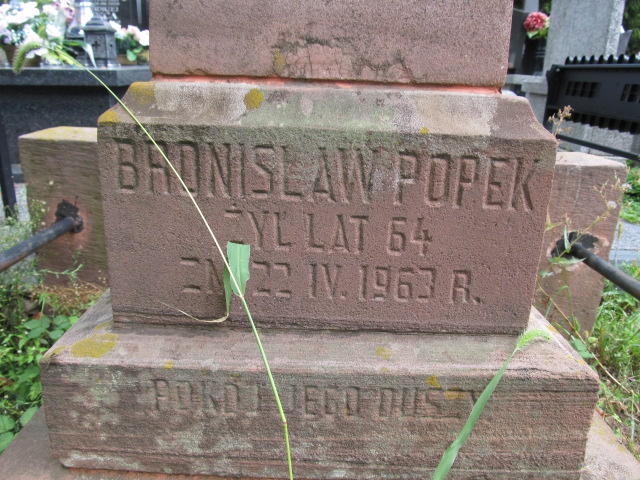 BRONISŁAW POPEK
ŻYŁ LAT 64
ZM. 22 IV. 1963 R.
POKÓJ JEGO DUSZY